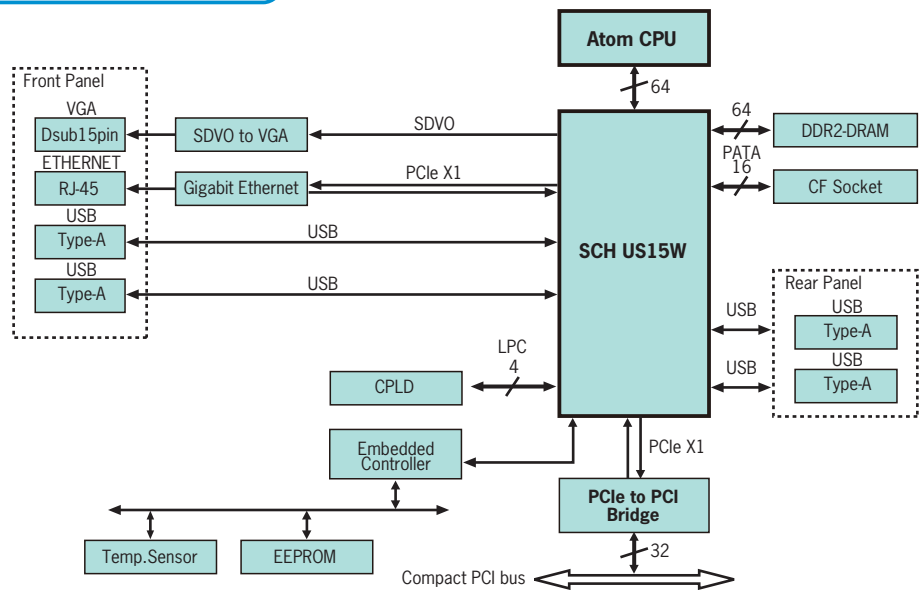 Atom CPU
64
Front Panel
VGA
Dsub15pin
SDVO to VGA
SDVO
64
DDR2-DRAM
ETHERNET
RJ-45
Gigabit Ethernet
PCIe X1
PATA
16
CF Socket
USB
Type-A
USB
SCH US15W
USB
Type-A
USB
Rear Panel
USB
USB
Type-A
USB
USB
Type-A
LPC
4
CPLD
Embedded
Controller
PCIe X1
PCIe to PCI
Bridge
Temp.Sensor
EEPROM
32
Compact PCI bus